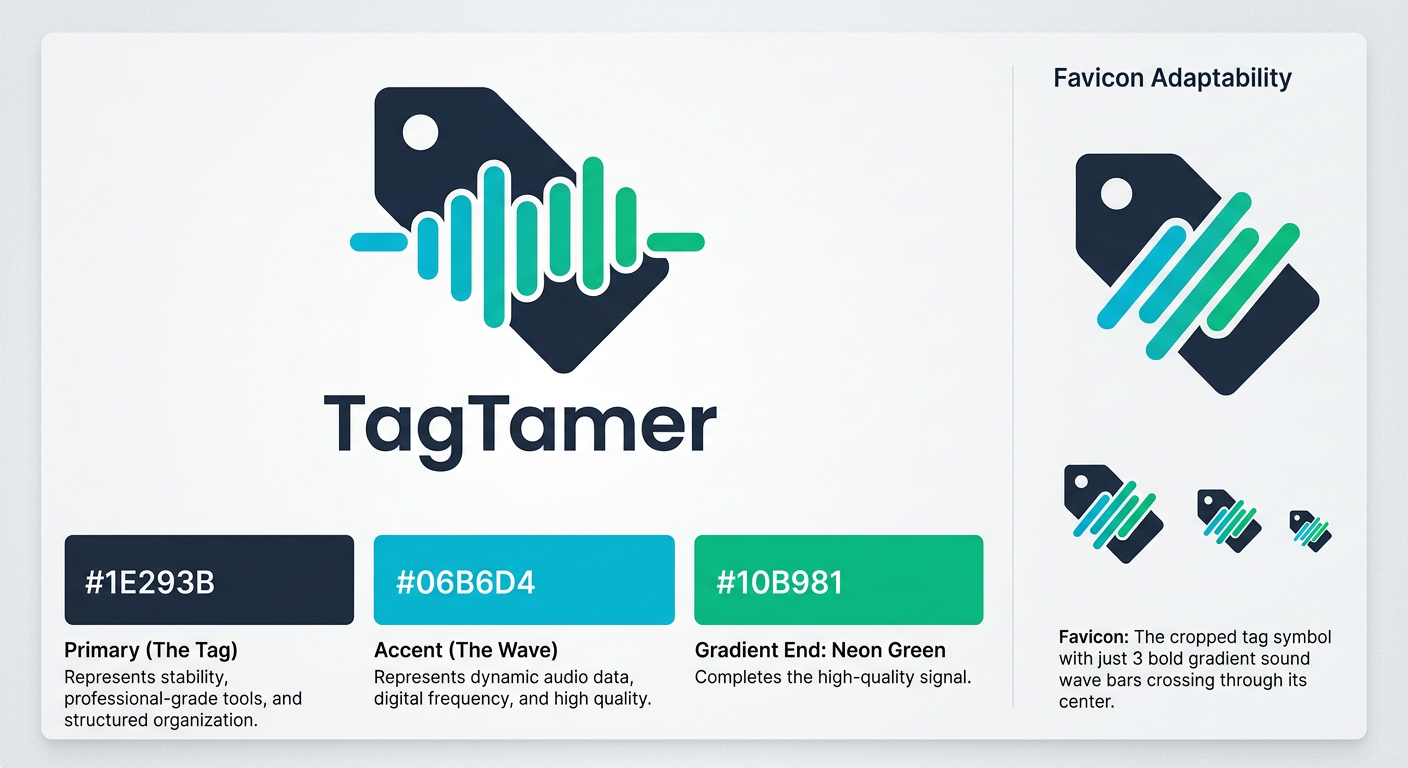 TagTamer
#1E293B
Primary (The Tag)
Represents stability,
professional-grade tools, and
structured organization.
#06B6D4
Accent (The Wave)
Represents dynamic audio data,
digital frequency, and high quality.
#10B981
Gradient End: Neon Green
Completes the high-quality signal.
Favicon Adaptability
Favicon: The cropped tag symbol
with just 3 bold gradient sound
wave bars crossing through its
center.